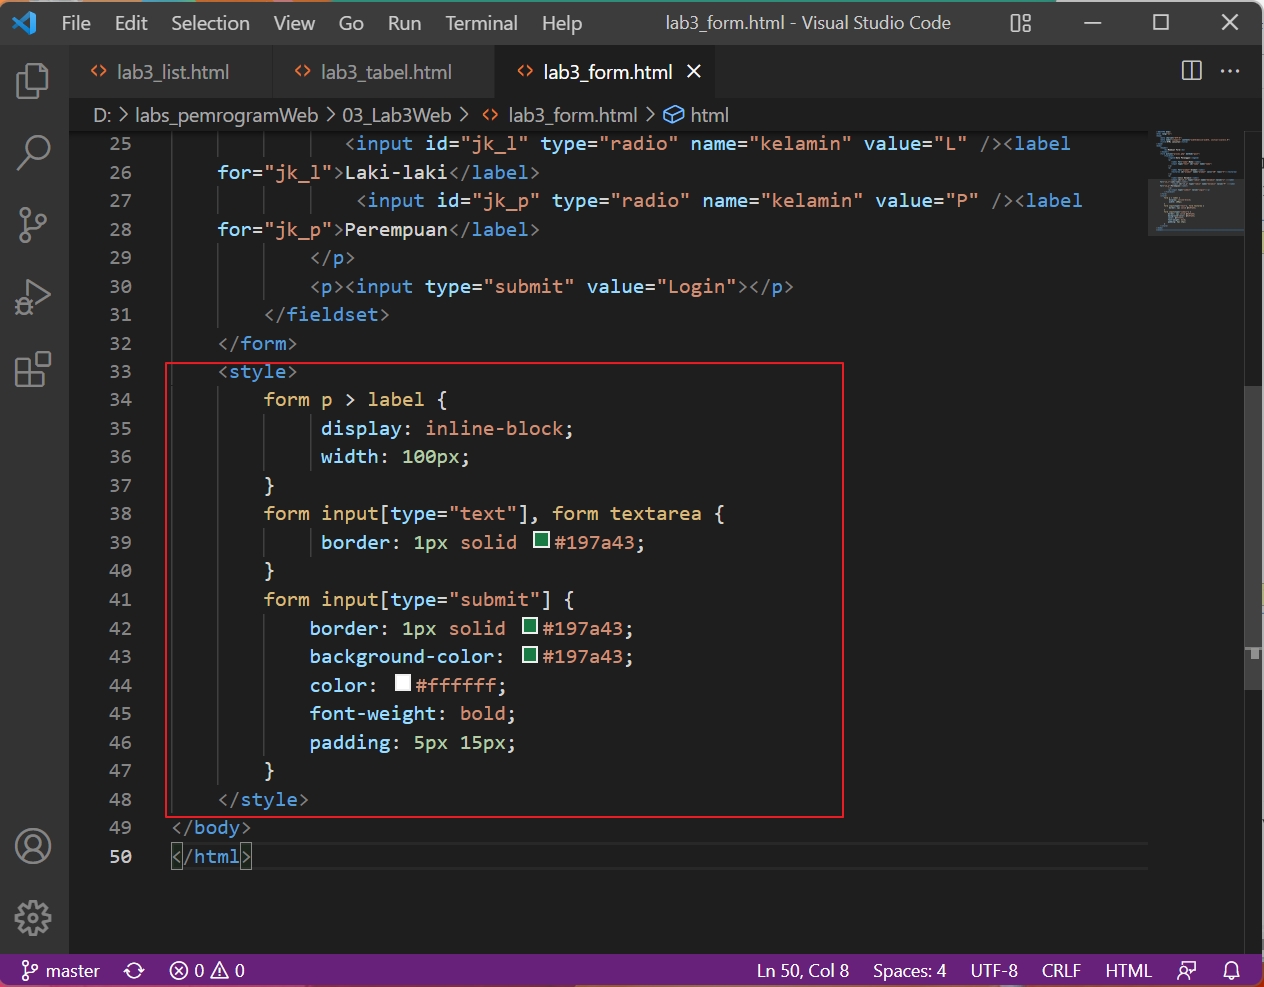 File Edit Selection View Go Run Terminal Help lab3_form.html - Visual Studio Code
lab3_list.html lab3_tabel.html lab3_form.html
D: > labs_pemrogramWeb > 03_Lab3Web > lab3_form.html > html
25 <input id="jk_l" type="radio" name="kelamin" value="L" /><label
26 for="jk_l">Laki-laki</label>
27 <input id="jk_p" type="radio" name="kelamin" value="P" /><label
28 for="jk_p">Perempuan</label>
29 </p>
30 <p><input type="submit" value="Login"></p>
31 </fieldset>
32 </form>
33 <style>
34 form p > label {
35 display: inline-block;
36 width: 100px;
37 }
38 form input[type="text"], form textarea {
39 border: 1px solid #197a43;
40 }
41 form input[type="submit"] {
42 border: 1px solid #197a43;
43 background-color: #197a43;
44 color: #ffffff;
45 font-weight: bold;
46 padding: 5px 15px;
47 }
48 </style>
49 </body>
50 </html>
master 0 0 Ln 50, Col 8 Spaces: 4 UTF-8 CRLF HTML